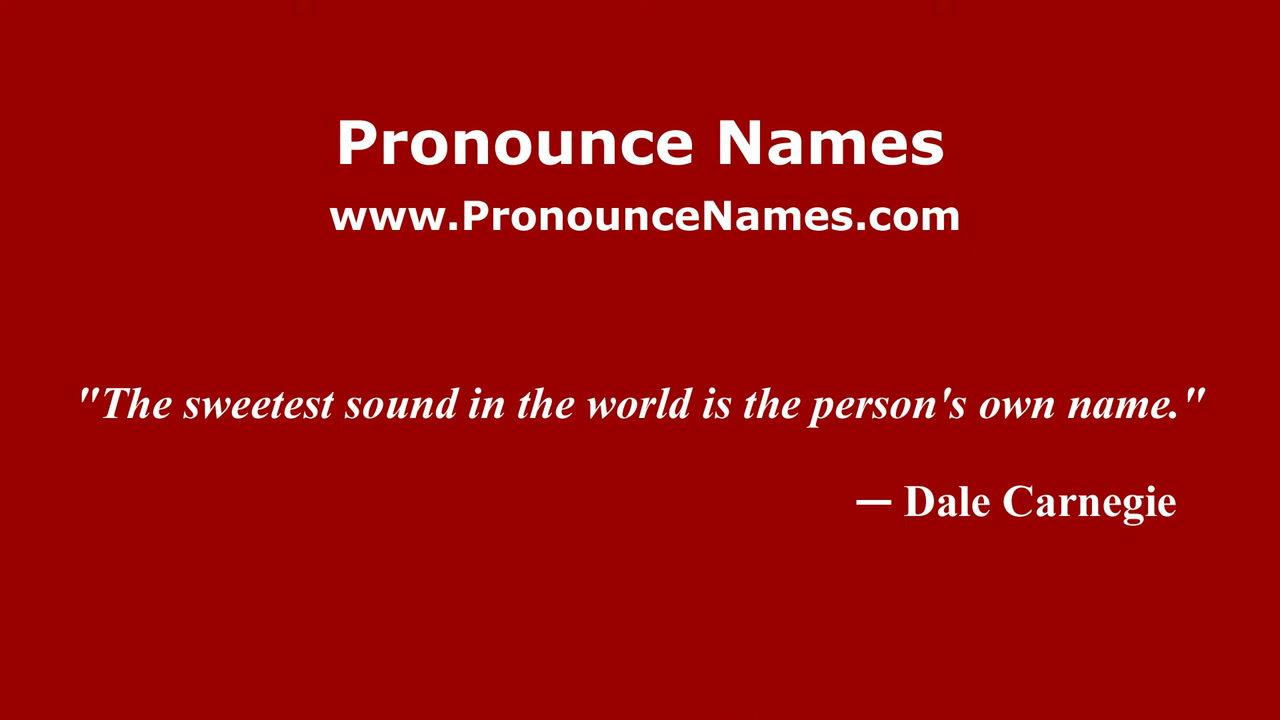 Pronounce Names
www.PronounceNames.com
"The sweetest sound in the world is the person's own name."
— Dale Carnegie